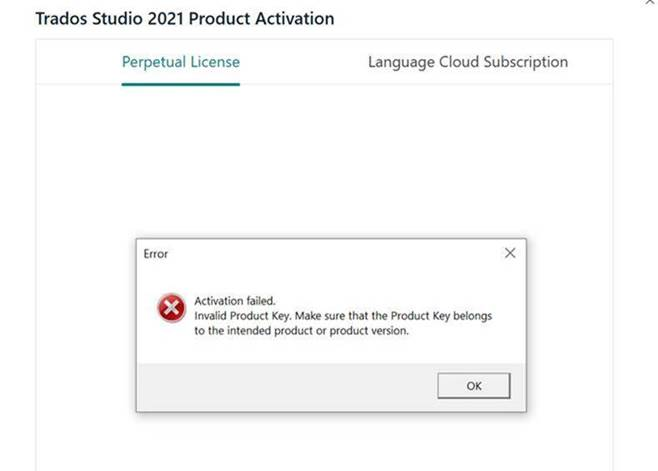 Trados Studio 2021 Product Activation
Perpetual License
Language Cloud Subscription
Error
Activation failed.
Invalid Product Key. Make sure that the Product Key belongs
to the intended product or product version.
OK